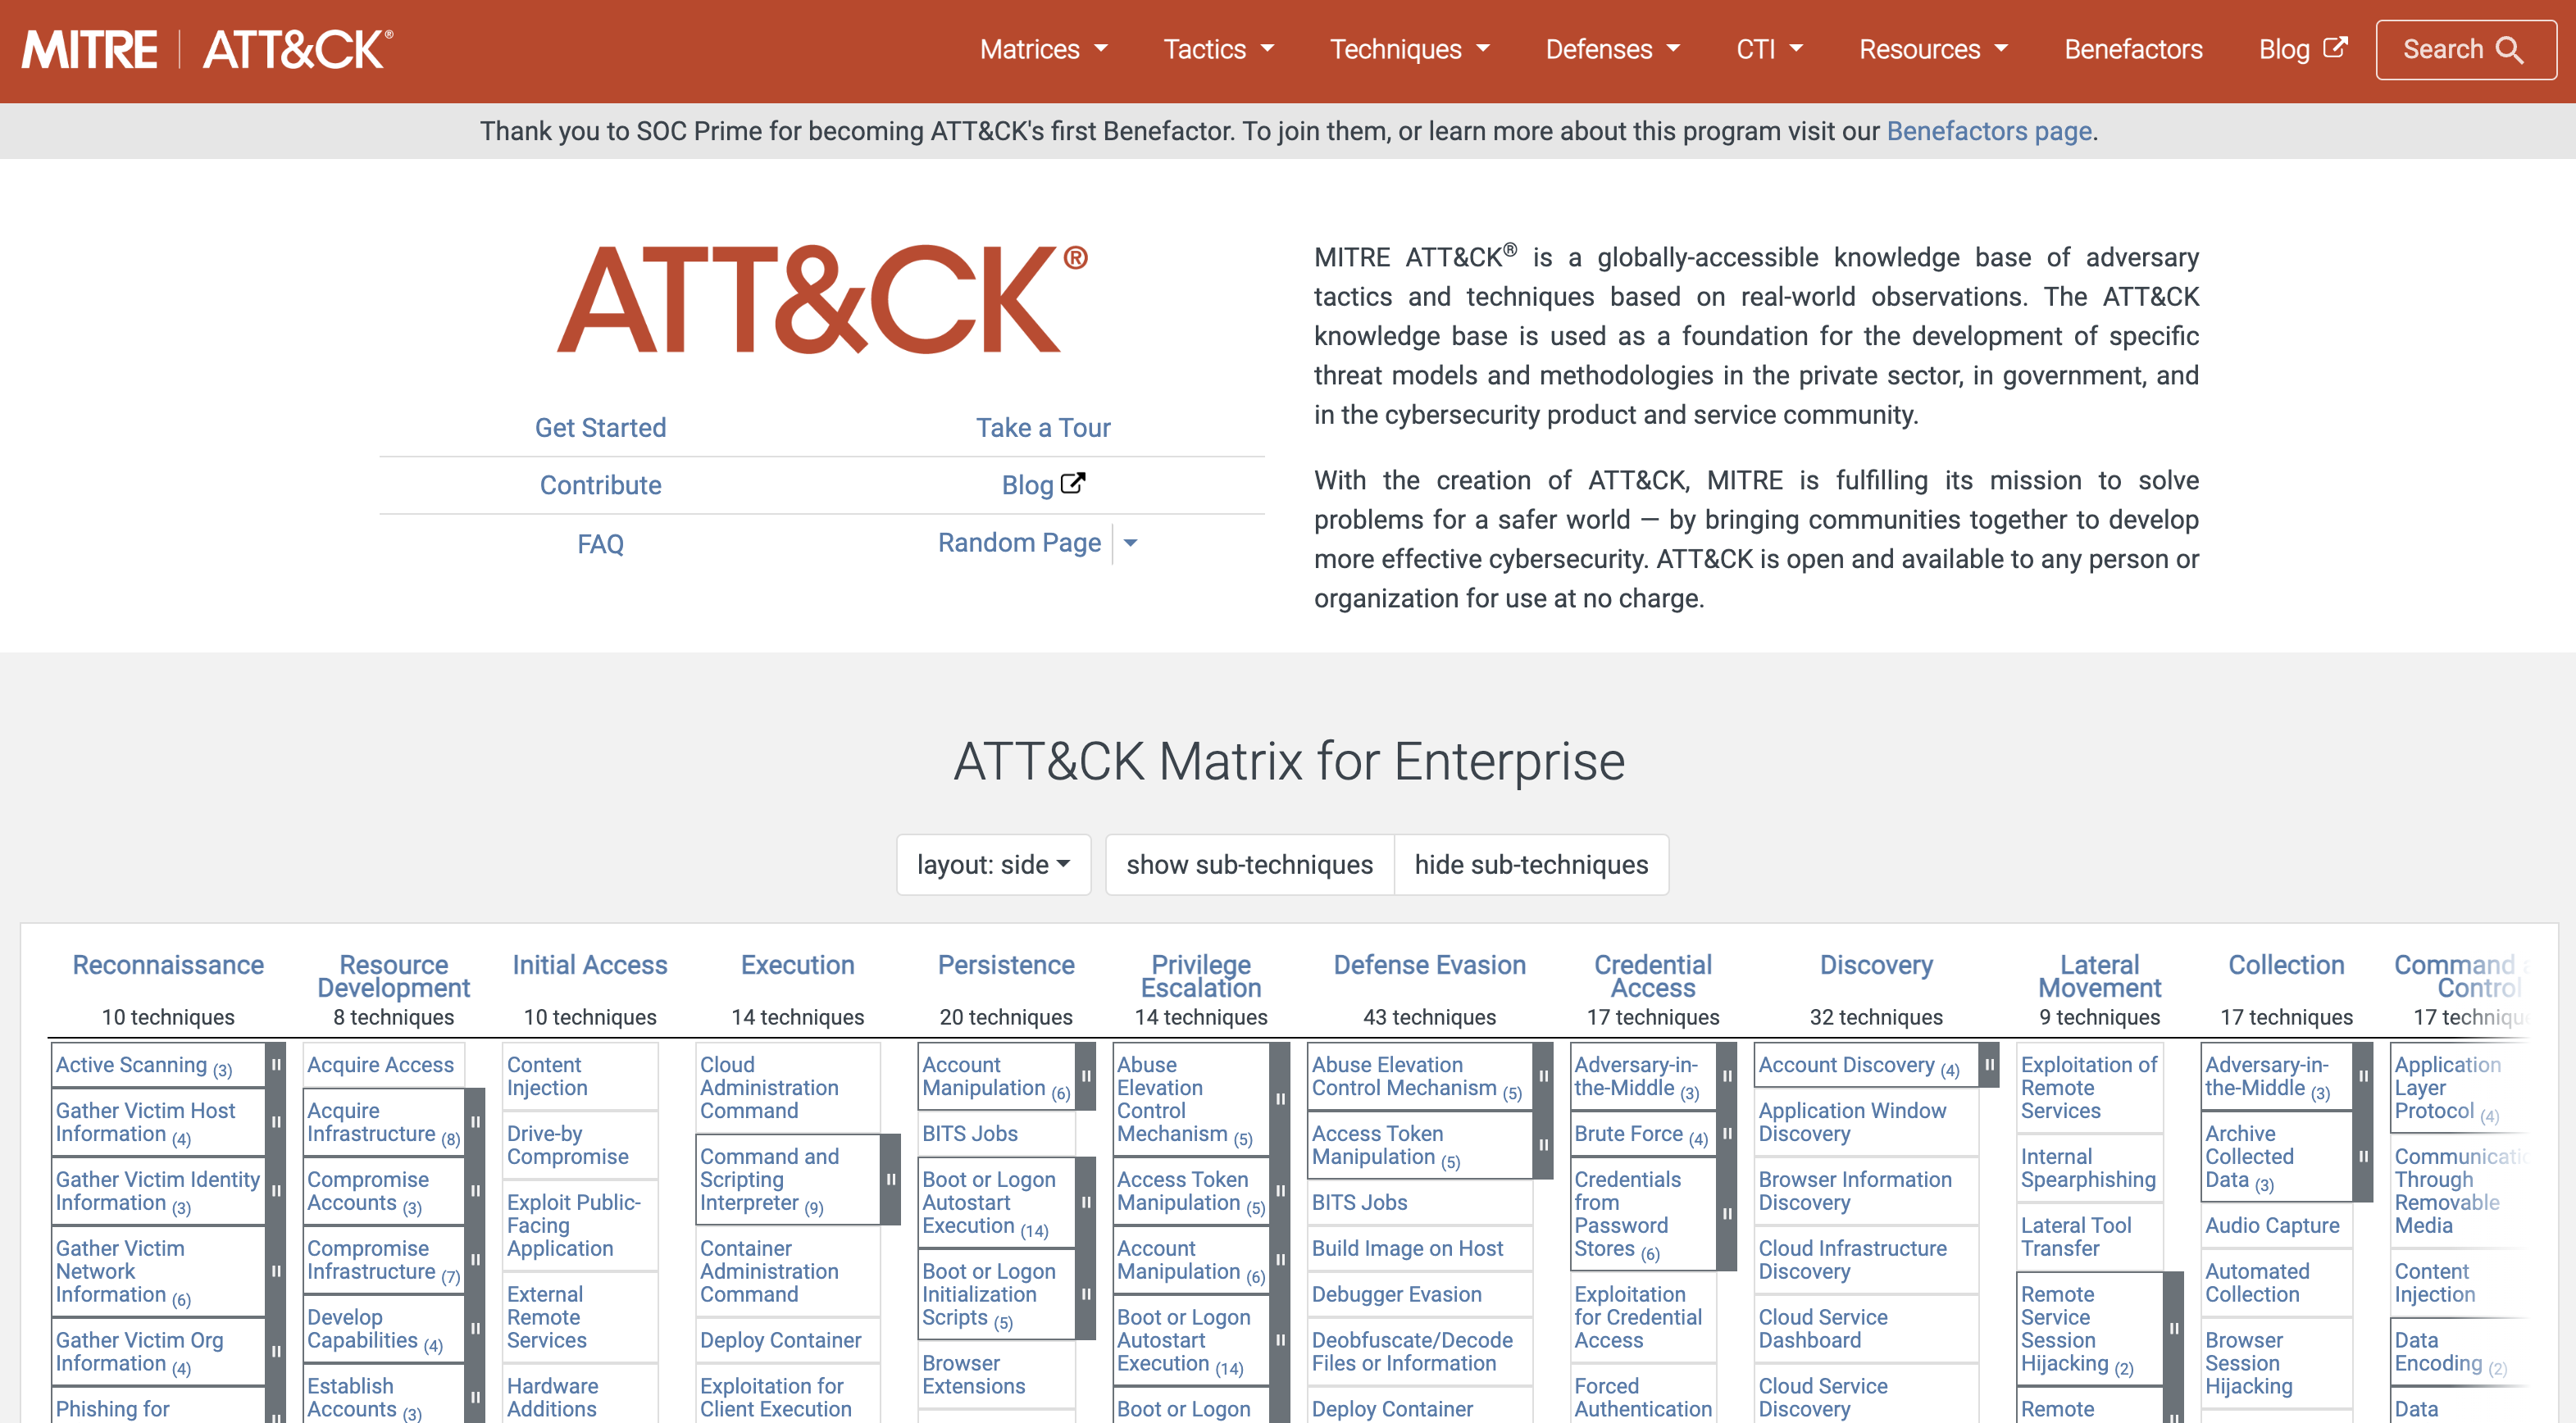 MITRE | ATT&CK®
Matrices
Tactics
Techniques
Defenses
CTI
Resources
Benefactors
Blog
Search
Thank you to SOC Prime for becoming ATT&CK's first Benefactor. To join them, or learn more about this program visit our Benefactors page.
ATT&CK®
Get Started
Take a Tour
Contribute
Blog
FAQ
Random Page
MITRE ATT&CK® is a globally-accessible knowledge base of adversary
tactics and techniques based on real-world observations. The ATT&CK
knowledge base is used as a foundation for the development of specific
threat models and methodologies in the private sector, in government, and
in the cybersecurity product and service community.
With the creation of ATT&CK, MITRE is fulfilling its mission to solve
problems for a safer world — by bringing communities together to develop
more effective cybersecurity. ATT&CK is open and available to any person or
organization for use at no charge.
ATT&CK Matrix for Enterprise
layout: side
show sub-techniques
hide sub-techniques
Reconnaissance
10 techniques
Active Scanning (3)
Gather Victim Host
Information (4)
Gather Victim Identity
Information (3)
Gather Victim
Network
Information (6)
Gather Victim Org
Information (4)
Phishing for
Resource
Development
8 techniques
Acquire Access
Acquire
Infrastructure (8)
Compromise
Accounts (3)
Compromise
Infrastructure (7)
Develop
Capabilities (4)
Establish
Accounts (3)
Initial Access
10 techniques
Content
Injection
Drive-by
Compromise
Exploit Public-
Facing
Application
External
Remote
Services
Hardware
Additions
Execution
14 techniques
Cloud
Administration
Command
Command and
Scripting
Interpreter (9)
Container
Administration
Command
Deploy Container
Exploitation for
Client Execution
Persistence
20 techniques
Account
Manipulation (6)
BITS Jobs
Boot or Logon
Autostart
Execution (14)
Boot or Logon
Initialization
Scripts (5)
Browser
Extensions
Privilege
Escalation
14 techniques
Abuse
Elevation
Control
Mechanism (5)
Access Token
Manipulation (5)
Account
Manipulation (6)
Boot or Logon
Autostart
Execution (14)
Boot or Logon
Defense Evasion
43 techniques
Abuse Elevation
Control Mechanism (5)
Access Token
Manipulation (5)
BITS Jobs
Build Image on Host
Debugger Evasion
Deobfuscate/Decode
Files or Information
Deploy Container
Credential
Access
17 techniques
Adversary-in-
the-Middle (3)
Brute Force (4)
Credentials
from
Password
Stores (6)
Exploitation
for Credential
Access
Forced
Authentication
Discovery
32 techniques
Account Discovery (4)
Application Window
Discovery
Browser Information
Discovery
Cloud Infrastructure
Discovery
Cloud Service
Dashboard
Cloud Service
Discovery
Lateral
Movement
9 techniques
Exploitation of
Remote
Services
Internal
Spearphishing
Lateral Tool
Transfer
Remote
Service
Session
Hijacking (2)
Remote
Collection
17 techniques
Adversary-in-
the-Middle (3)
Archive
Collected
Data (3)
Audio Capture
Automated
Collection
Browser
Session
Hijacking
Command
Control
17
Application
Layer
Protocol (4)
Through
Removable
Media
Content
Injection
Data
Encoding (2)
Data